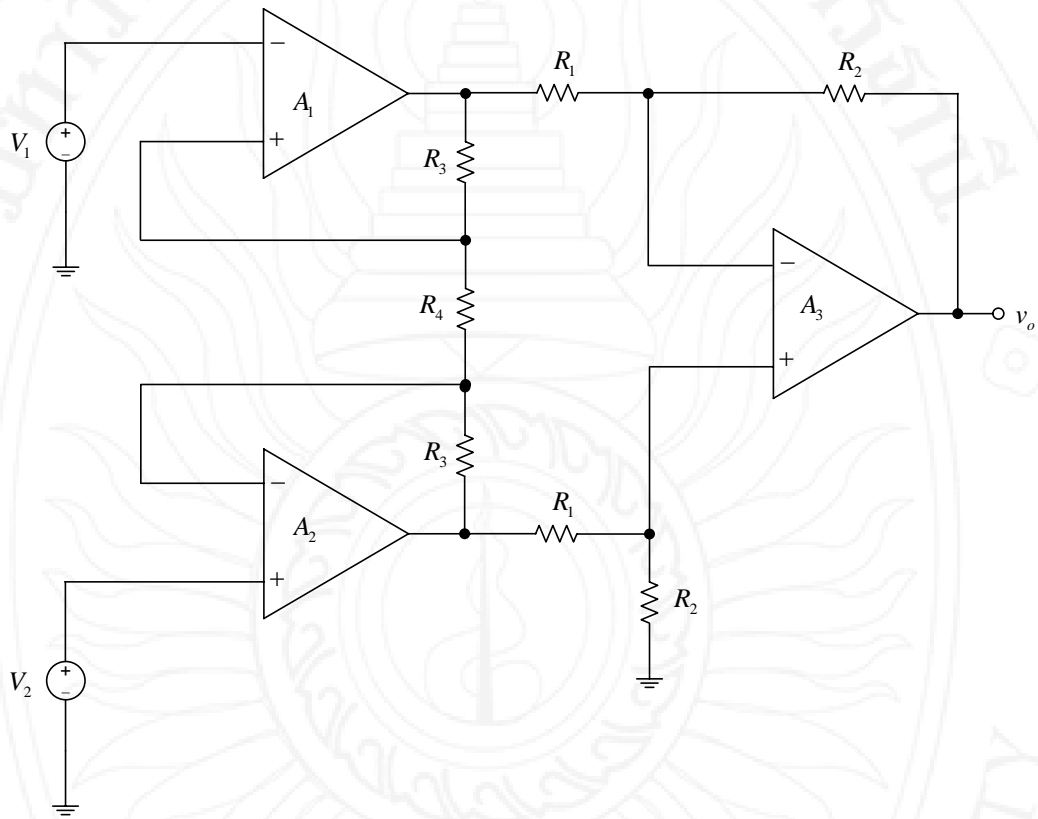 R₁
R₂
−
A₁
+
V₁
+
−
R₃
R₄
−
A₃
+
vₒ
R₃
−
A₂
+
R₁
R₂
V₂
+
−